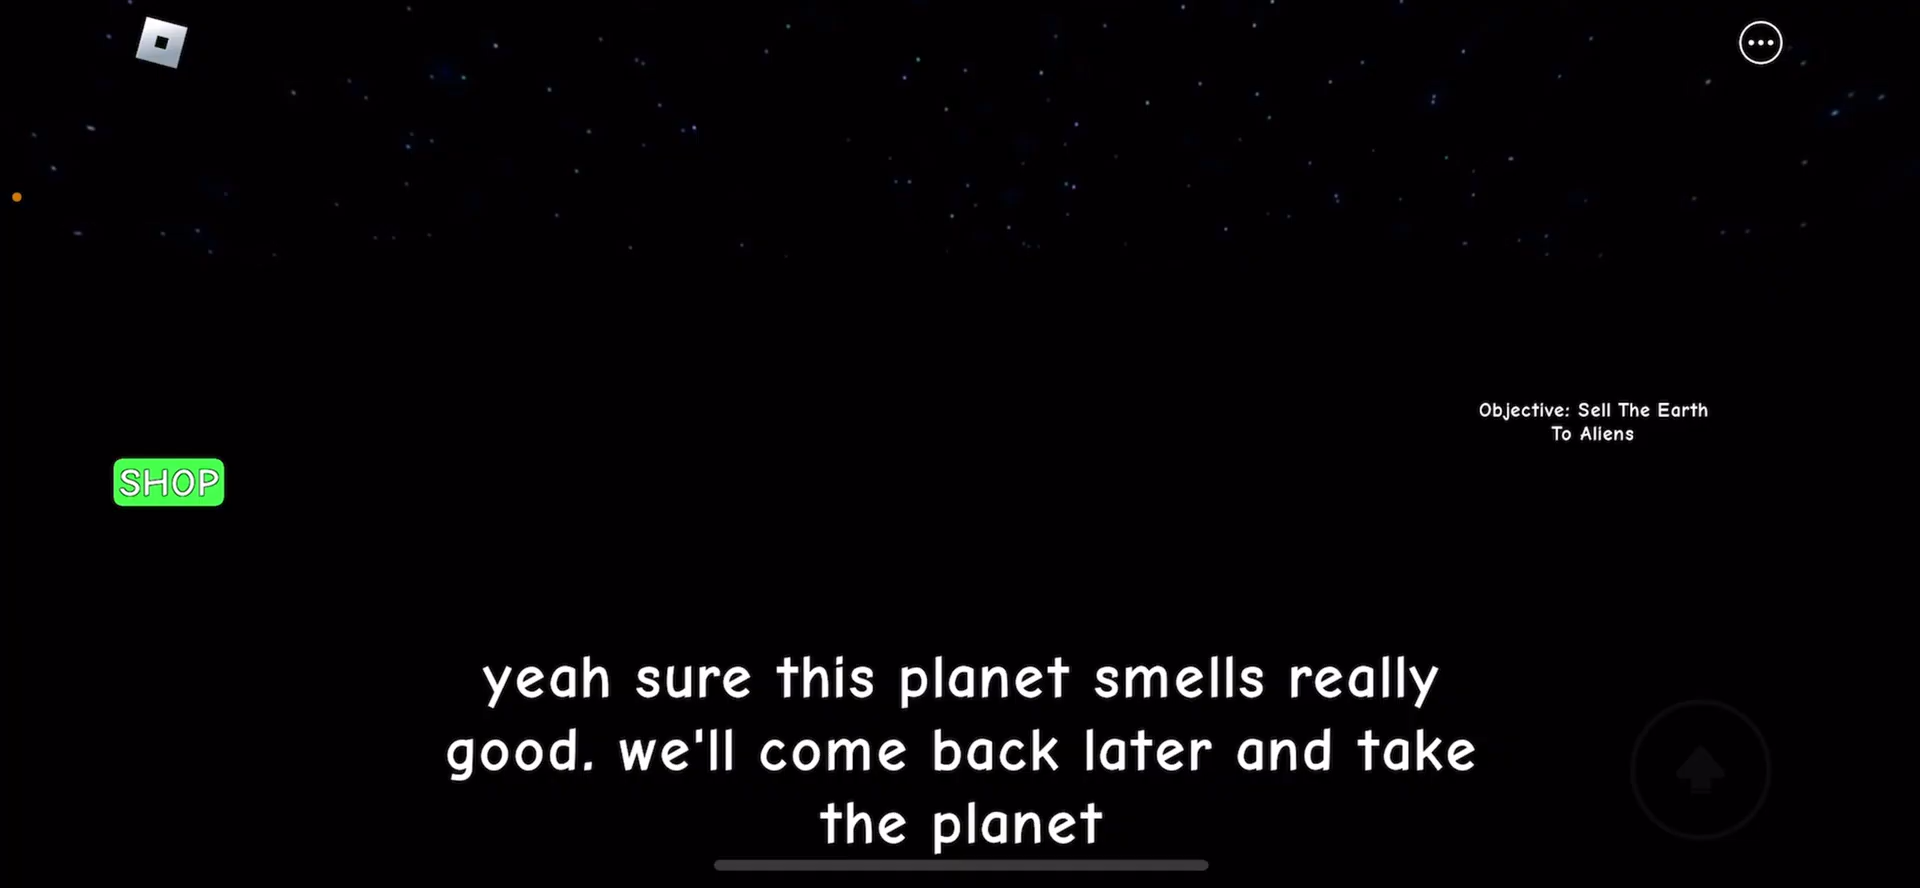 Objective: Sell The Earth
To Aliens
SHOP
yeah sure this planet smells really
good. we'll come back later and take
the planet